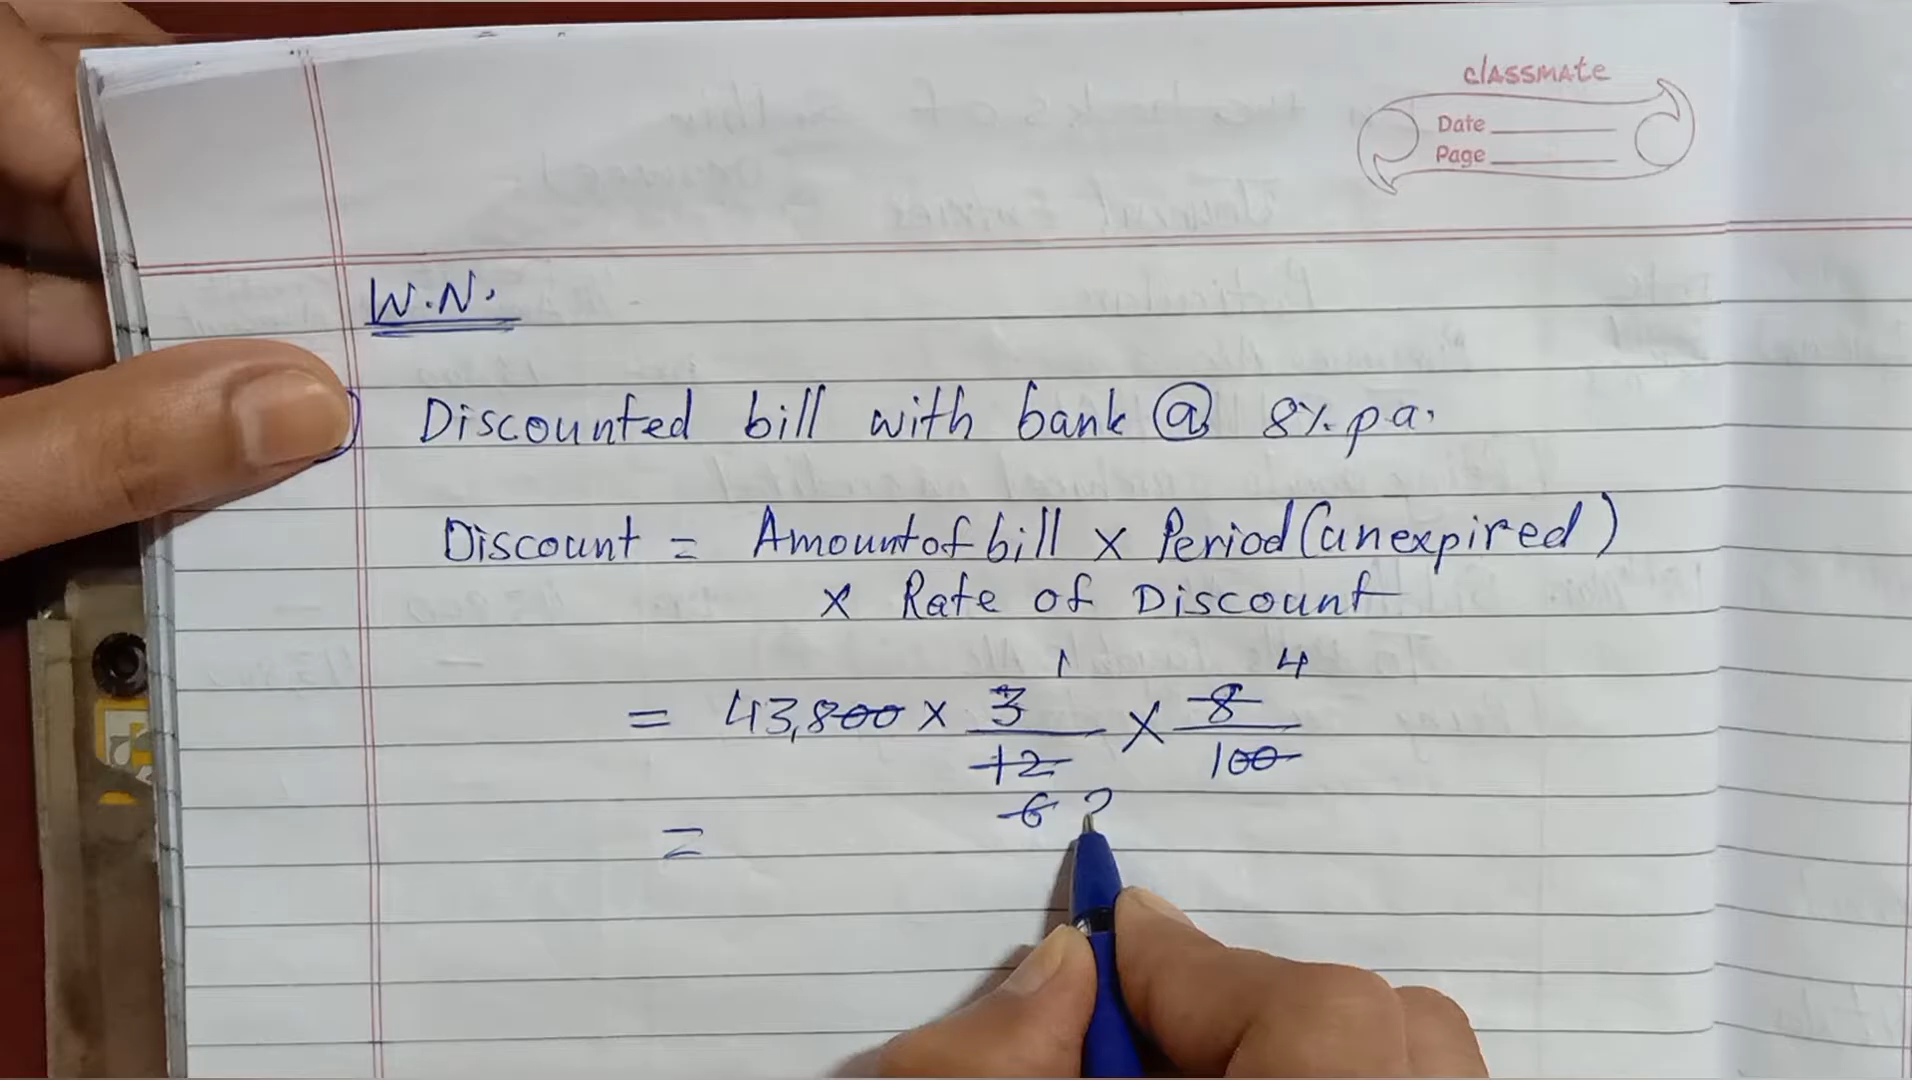 classmate
Date
Page
W.N.
Discounted bill with bank @ 8% p.a.
Discount = Amount of bill × Period (unexpired)
× Rate of Discount
1 4
= 43,800 × 3/12 × 8/100
6 2
=